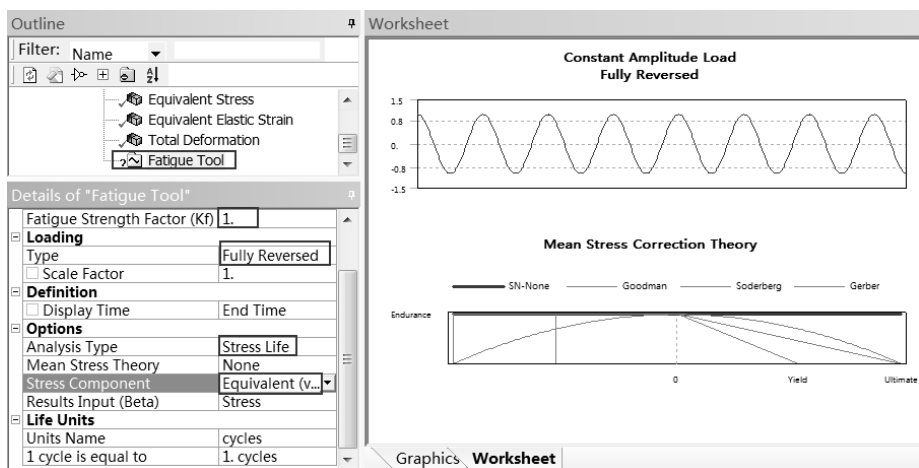 Outline
Filter: Name
Equivalent Stress
Equivalent Elastic Strain
Total Deformation
? Fatigue Tool
Details of "Fatigue Tool"
Fatigue Strength Factor (Kf) 1.
Loading
Type Fully Reversed
Scale Factor 1.
Definition
Display Time End Time
Options
Analysis Type Stress Life
Mean Stress Theory None
Stress Component Equivalent (v...
Results Input (Beta) Stress
Life Units
Units Name cycles
1 cycle is equal to 1. cycles
Worksheet
Constant Amplitude Load
Fully Reversed
1.5
0.8
0.
-0.8
-1.5
Mean Stress Correction Theory
SN-None Goodman Soderberg Gerber
Endurance
0 Yield Ultimate
Graphics Worksheet